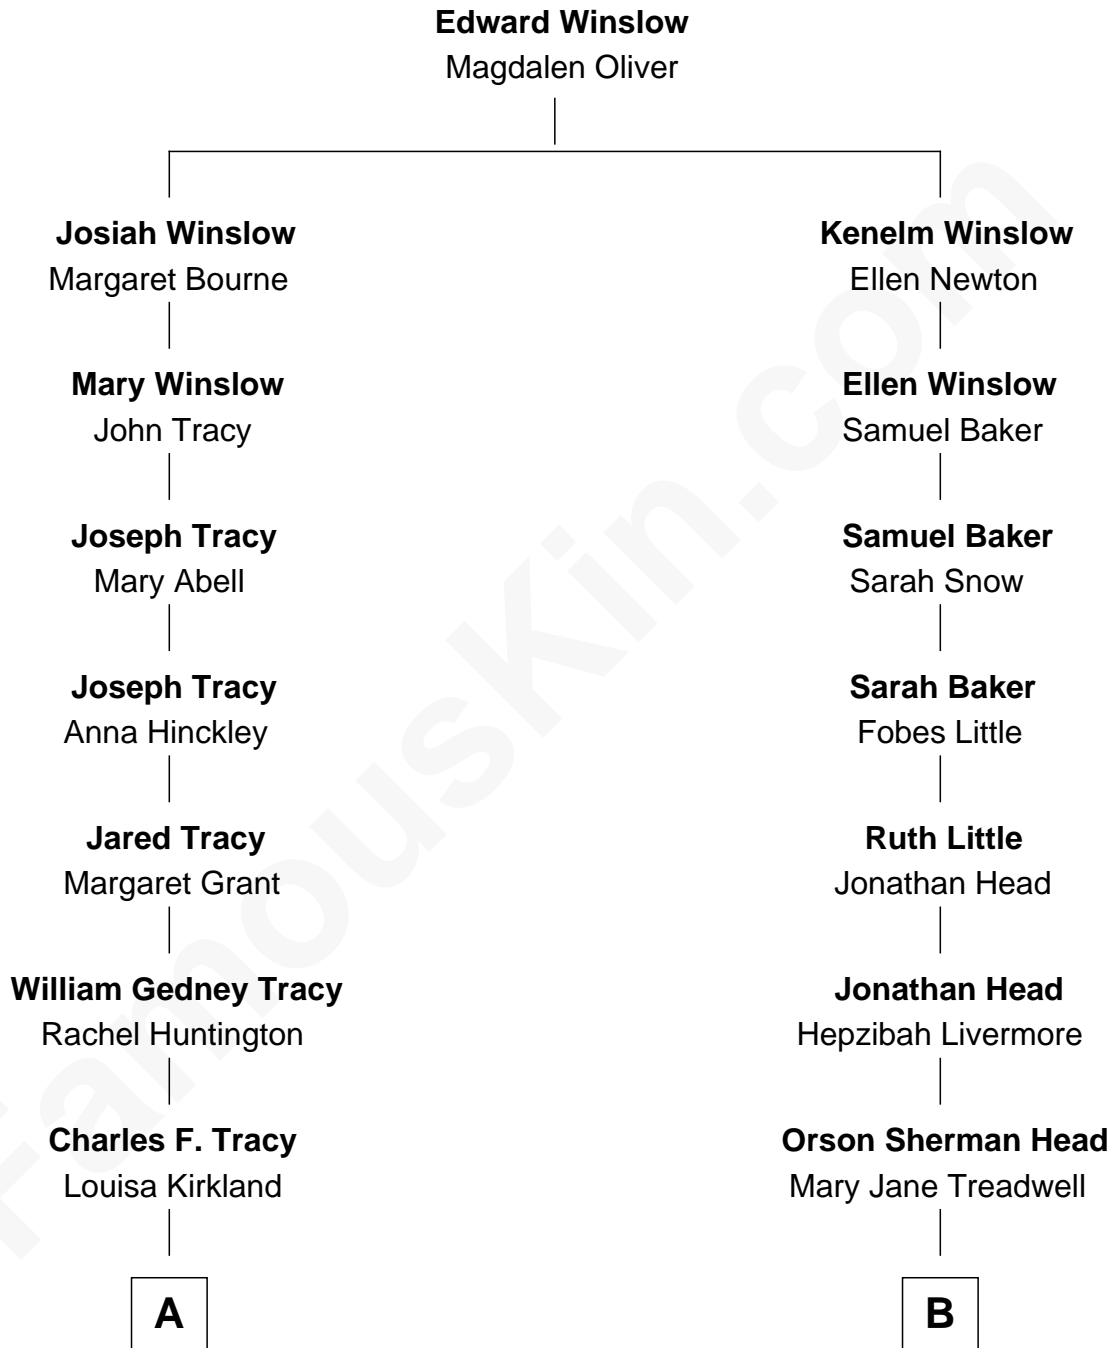 Edward Winslow
Magdalen Oliver
Josiah Winslow
Margaret Bourne
Kenelm Winslow
Ellen Newton
Mary Winslow
John Tracy
Ellen Winslow
Samuel Baker
Joseph Tracy
Mary Abell
Samuel Baker
Sarah Snow
Joseph Tracy
Anna Hinckley
Sarah Baker
Fobes Little
Jared Tracy
Margaret Grant
Ruth Little
Jonathan Head
William Gedney Tracy
Rachel Huntington
Jonathan Head
Hepzibah Livermore
Charles F. Tracy
Louisa Kirkland
Orson Sherman Head
Mary Jane Treadwell
A
B
FamousKin.com